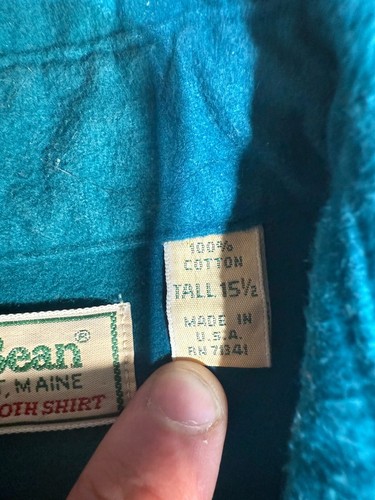 100%
COTTON
TALL 15½
MADE IN
U.S.A.
RN 71341
Bean®
, MAINE
OTH SHIRT